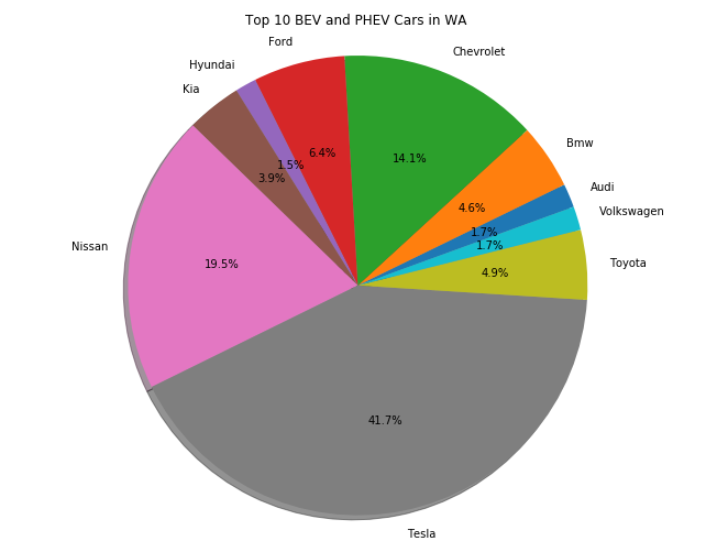 Top 10 BEV and PHEV Cars in WA
Ford
Chevrolet
Hyundai
Kia
Bmw
Audi
Volkswagen
Toyota
Nissan
Tesla
6.4%
14.1%
1.5%
3.9%
4.6%
1.7%
1.7%
4.9%
19.5%
41.7%